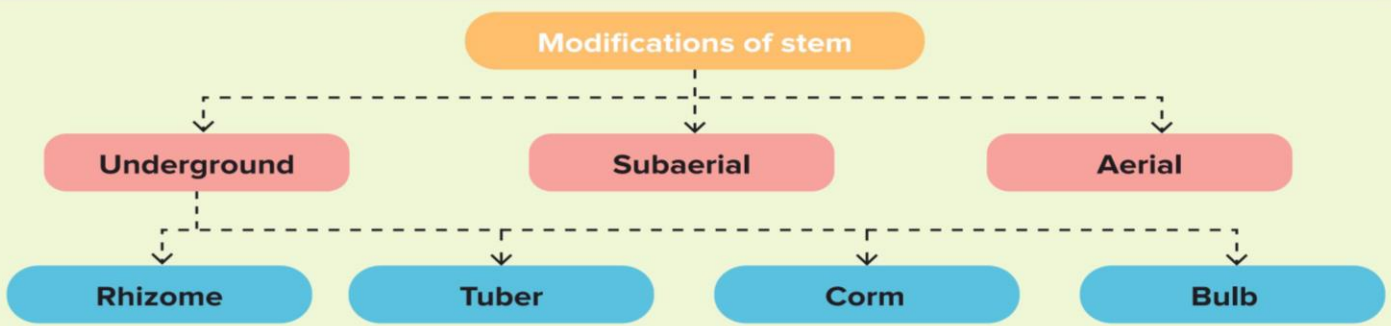 Modifications of stem
Underground
Subaerial
Aerial
Rhizome
Tuber
Corm
Bulb